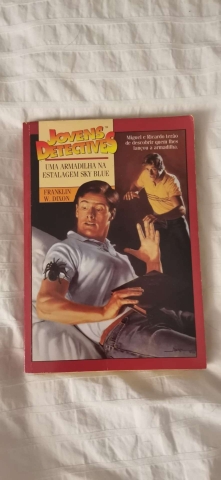 JOVENS
DETECTIVES
UMA ARMADILHA NA
ESTALAGEM SKY BLUE
FRANKLIN
W. DIXON
Miguel e Ricardo terão
de descobrir quem lhes
lançou a armadilha.